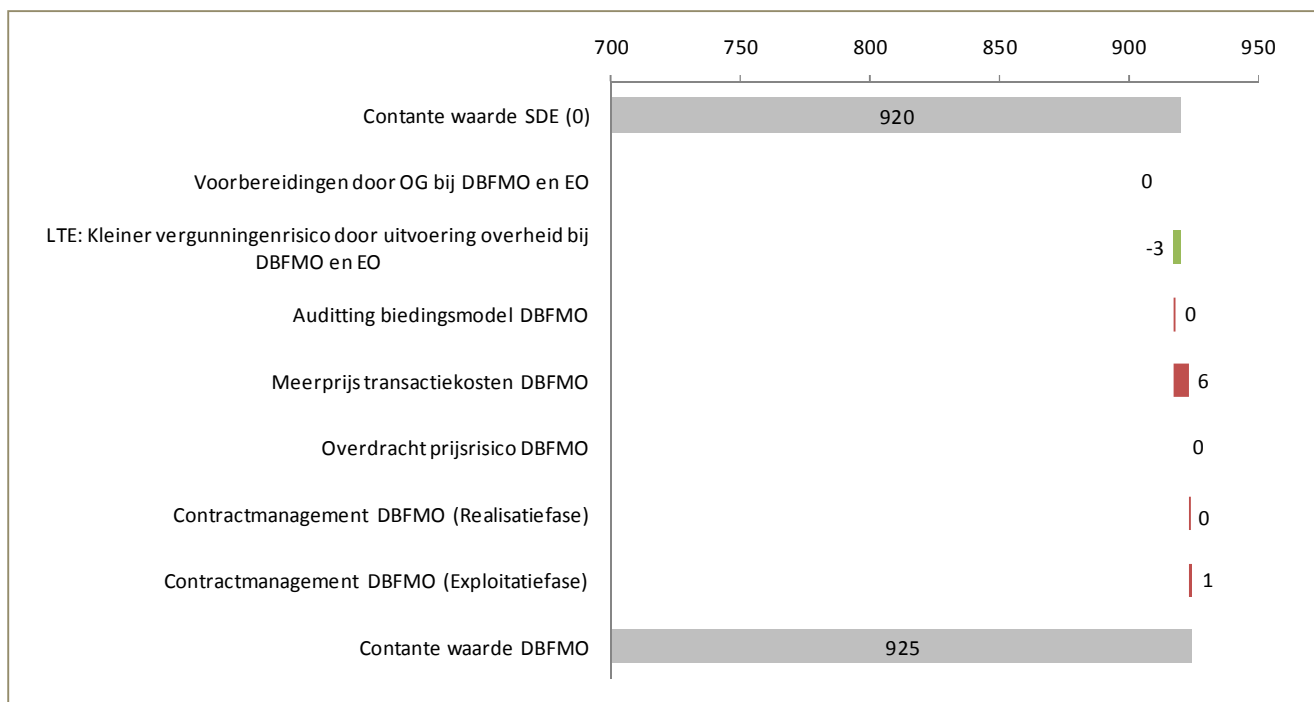 700 750 800 850 900 950
Contante waarde SDE (0) 920
Voorbereidingen door OG bij DBFMO en EO 0
LTE: Kleiner vergunningenrisico door uitvoering overheid bij
DBFMO en EO -3
Auditting biedingsmodel DBFMO 0
Meerprijs transactiekosten DBFMO 6
Overdracht prijsrisico DBFMO 0
Contractmanagement DBFMO (Realisatiefase) 0
Contractmanagement DBFMO (Exploitatiefase) 1
Contante waarde DBFMO 925